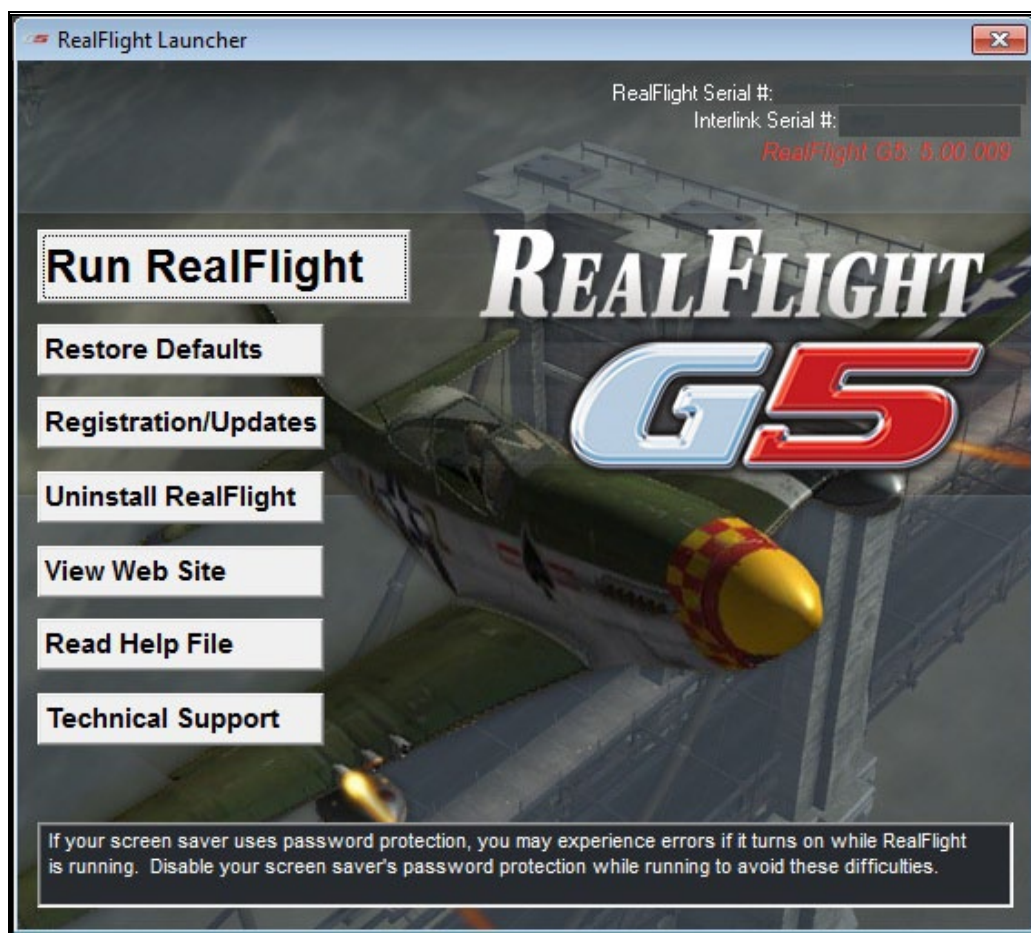 RealFlight Launcher
RealFlight Serial #:
Interlink Serial #:
RealFlight G5: 5.00.009
Run RealFlight
REALFLIGHT
G5
Restore Defaults
Registration/Updates
Uninstall RealFlight
View Web Site
Read Help File
Technical Support
If your screen saver uses password protection, you may experience errors if it turns on while RealFlight
is running.  Disable your screen saver's password protection while running to avoid these difficulties.